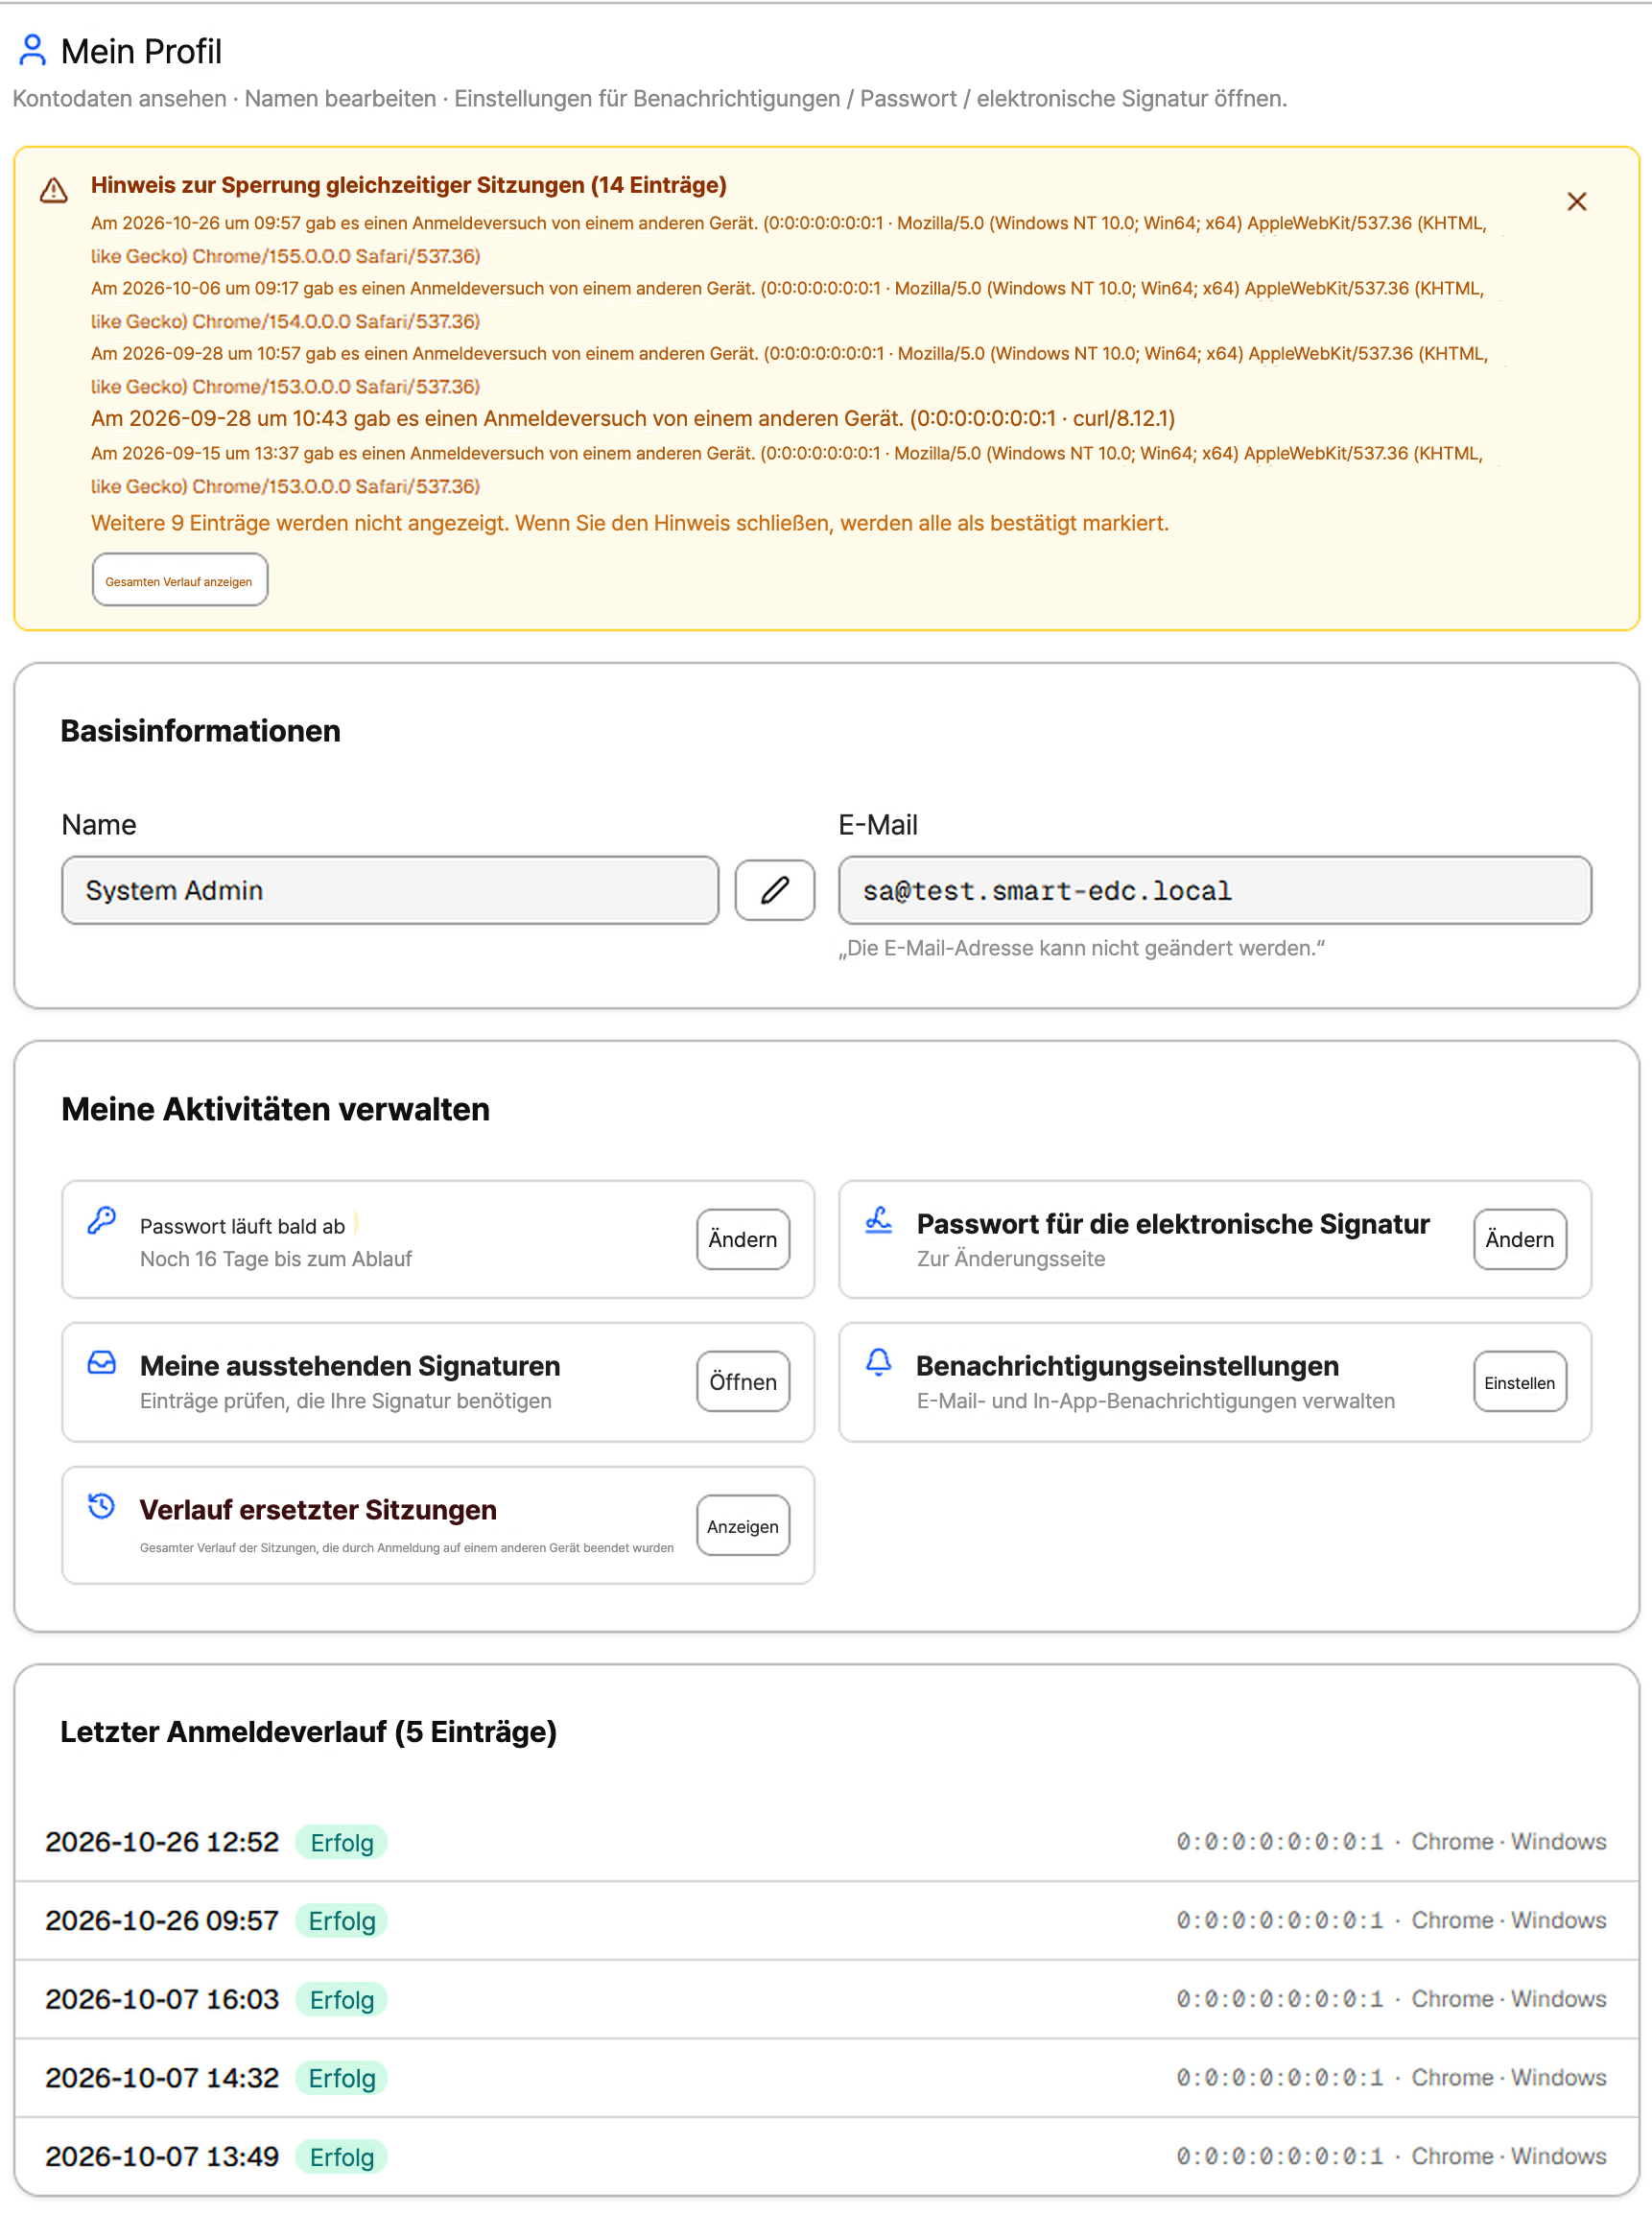 Mein Profil
Kontodaten ansehen · Namen bearbeiten · Einstellungen für Benachrichtigungen / Passwort / elektronische Signatur öffnen.
Hinweis zur Sperrung gleichzeitiger Sitzungen (14 Einträge)
Am 2026-10-26 um 09:57 gab es einen Anmeldeversuch von einem anderen Gerät. (0:0:0:0:0:0:0:1 · Mozilla/5.0 (Windows NT 10.0; Win64; x64) AppleWebKit/537.36 (KHTML,
like Gecko) Chrome/155.0.0.0 Safari/537.36)
Am 2026-10-06 um 09:17 gab es einen Anmeldeversuch von einem anderen Gerät. (0:0:0:0:0:0:0:1 · Mozilla/5.0 (Windows NT 10.0; Win64; x64) AppleWebKit/537.36 (KHTML,
like Gecko) Chrome/154.0.0.0 Safari/537.36)
Am 2026-09-28 um 10:57 gab es einen Anmeldeversuch von einem anderen Gerät. (0:0:0:0:0:0:0:1 · Mozilla/5.0 (Windows NT 10.0; Win64; x64) AppleWebKit/537.36 (KHTML,
like Gecko) Chrome/153.0.0.0 Safari/537.36)
Am 2026-09-28 um 10:43 gab es einen Anmeldeversuch von einem anderen Gerät. (0:0:0:0:0:0:0:1 · curl/8.12.1)
Am 2026-09-15 um 13:37 gab es einen Anmeldeversuch von einem anderen Gerät. (0:0:0:0:0:0:0:1 · Mozilla/5.0 (Windows NT 10.0; Win64; x64) AppleWebKit/537.36 (KHTML,
like Gecko) Chrome/153.0.0.0 Safari/537.36)
Weitere 9 Einträge werden nicht angezeigt. Wenn Sie den Hinweis schließen, werden alle als bestätigt markiert.
Gesamten Verlauf anzeigen
Basisinformationen
Name
System Admin
E-Mail
sa@test.smart-edc.local
„Die E-Mail-Adresse kann nicht geändert werden.“
Meine Aktivitäten verwalten
Passwort läuft bald ab
Noch 16 Tage bis zum Ablauf
Ändern
Passwort für die elektronische Signatur
Zur Änderungsseite
Ändern
Meine ausstehenden Signaturen
Einträge prüfen, die Ihre Signatur benötigen
Öffnen
Benachrichtigungseinstellungen
E-Mail- und In-App-Benachrichtigungen verwalten
Einstellen
Verlauf ersetzter Sitzungen
Gesamter Verlauf der Sitzungen, die durch Anmeldung auf einem anderen Gerät beendet wurden
Anzeigen
Letzter Anmeldeverlauf (5 Einträge)
2026-10-26 12:52 Erfolg 0:0:0:0:0:0:0:1 · Chrome · Windows
2026-10-26 09:57 Erfolg 0:0:0:0:0:0:0:1 · Chrome · Windows
2026-10-07 16:03 Erfolg 0:0:0:0:0:0:0:1 · Chrome · Windows
2026-10-07 14:32 Erfolg 0:0:0:0:0:0:0:1 · Chrome · Windows
2026-10-07 13:49 Erfolg 0:0:0:0:0:0:0:1 · Chrome · Windows